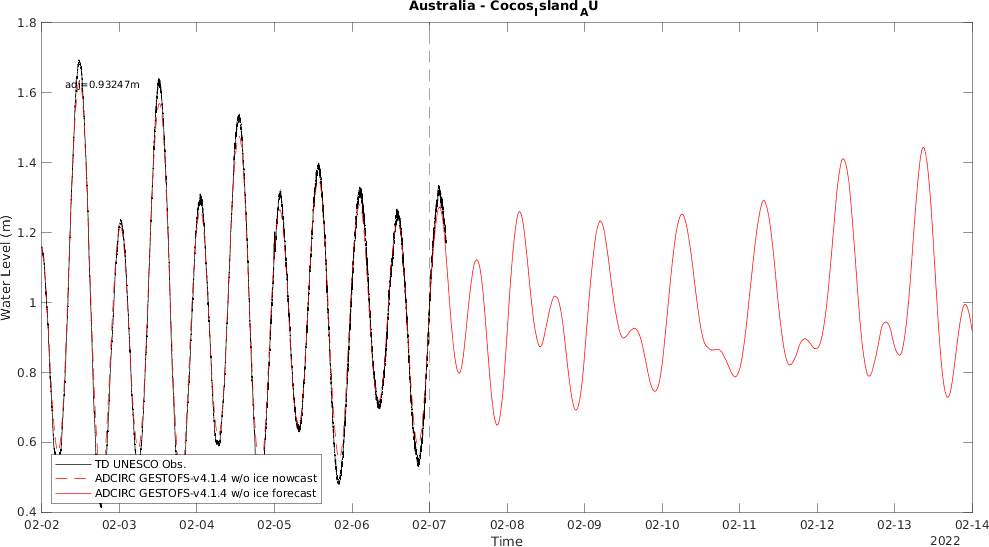 Australia - Cocos_Island_AU
1.8
1.6
1.4
1.2
1
0.8
0.6
0.4
Water Level (m)
adj=0.93247m
TD UNESCO Obs.
ADCIRC GESTOFS-v4.1.4 w/o ice nowcast
ADCIRC GESTOFS-v4.1.4 w/o ice forecast
02-02 02-03 02-04 02-05 02-06 02-07 02-08 02-09 02-10 02-11 02-12 02-13 02-14
Time
2022